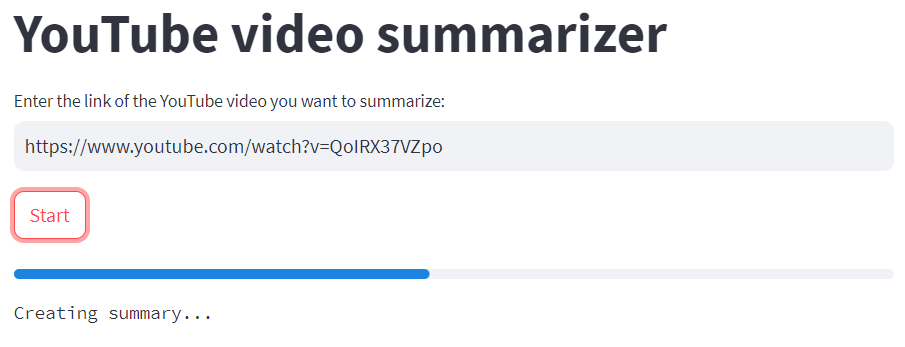 YouTube video summarizer
Enter the link of the YouTube video you want to summarize:
https://www.youtube.com/watch?v=QoIRX37VZpo
Start
Creating summary...